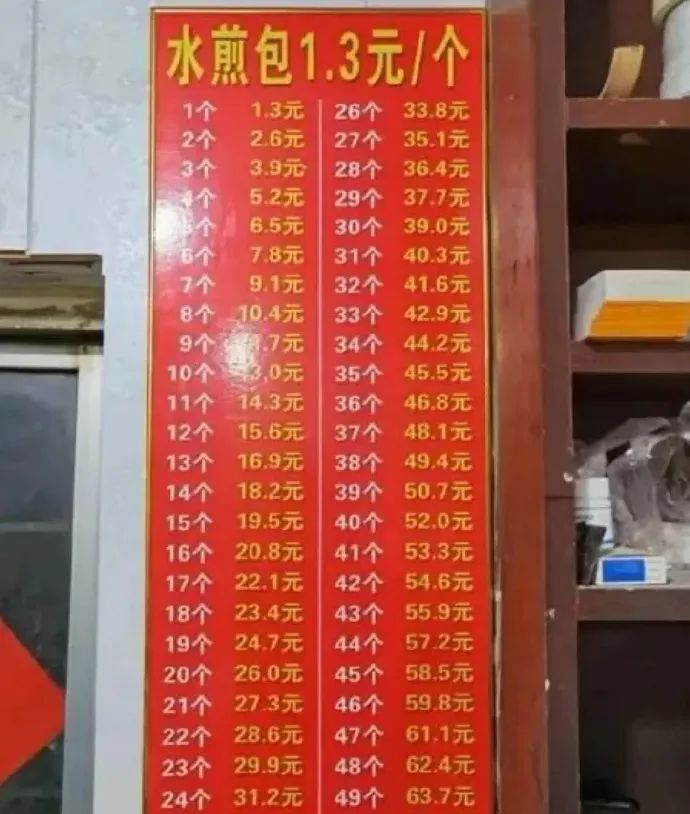 水煎包1.3元/个
1个 1.3元
2个 2.6元
3个 3.9元
4个 5.2元
5个 6.5元
6个 7.8元
7个 9.1元
8个 10.4元
9个 11.7元
10个 13.0元
11个 14.3元
12个 15.6元
13个 16.9元
14个 18.2元
15个 19.5元
16个 20.8元
17个 22.1元
18个 23.4元
19个 24.7元
20个 26.0元
21个 27.3元
22个 28.6元
23个 29.9元
24个 31.2元
26个 33.8元
27个 35.1元
28个 36.4元
29个 37.7元
30个 39.0元
31个 40.3元
32个 41.6元
33个 42.9元
34个 44.2元
35个 45.5元
36个 46.8元
37个 48.1元
38个 49.4元
39个 50.7元
40个 52.0元
41个 53.3元
42个 54.6元
43个 55.9元
44个 57.2元
45个 58.5元
46个 59.8元
47个 61.1元
48个 62.4元
49个 63.7元